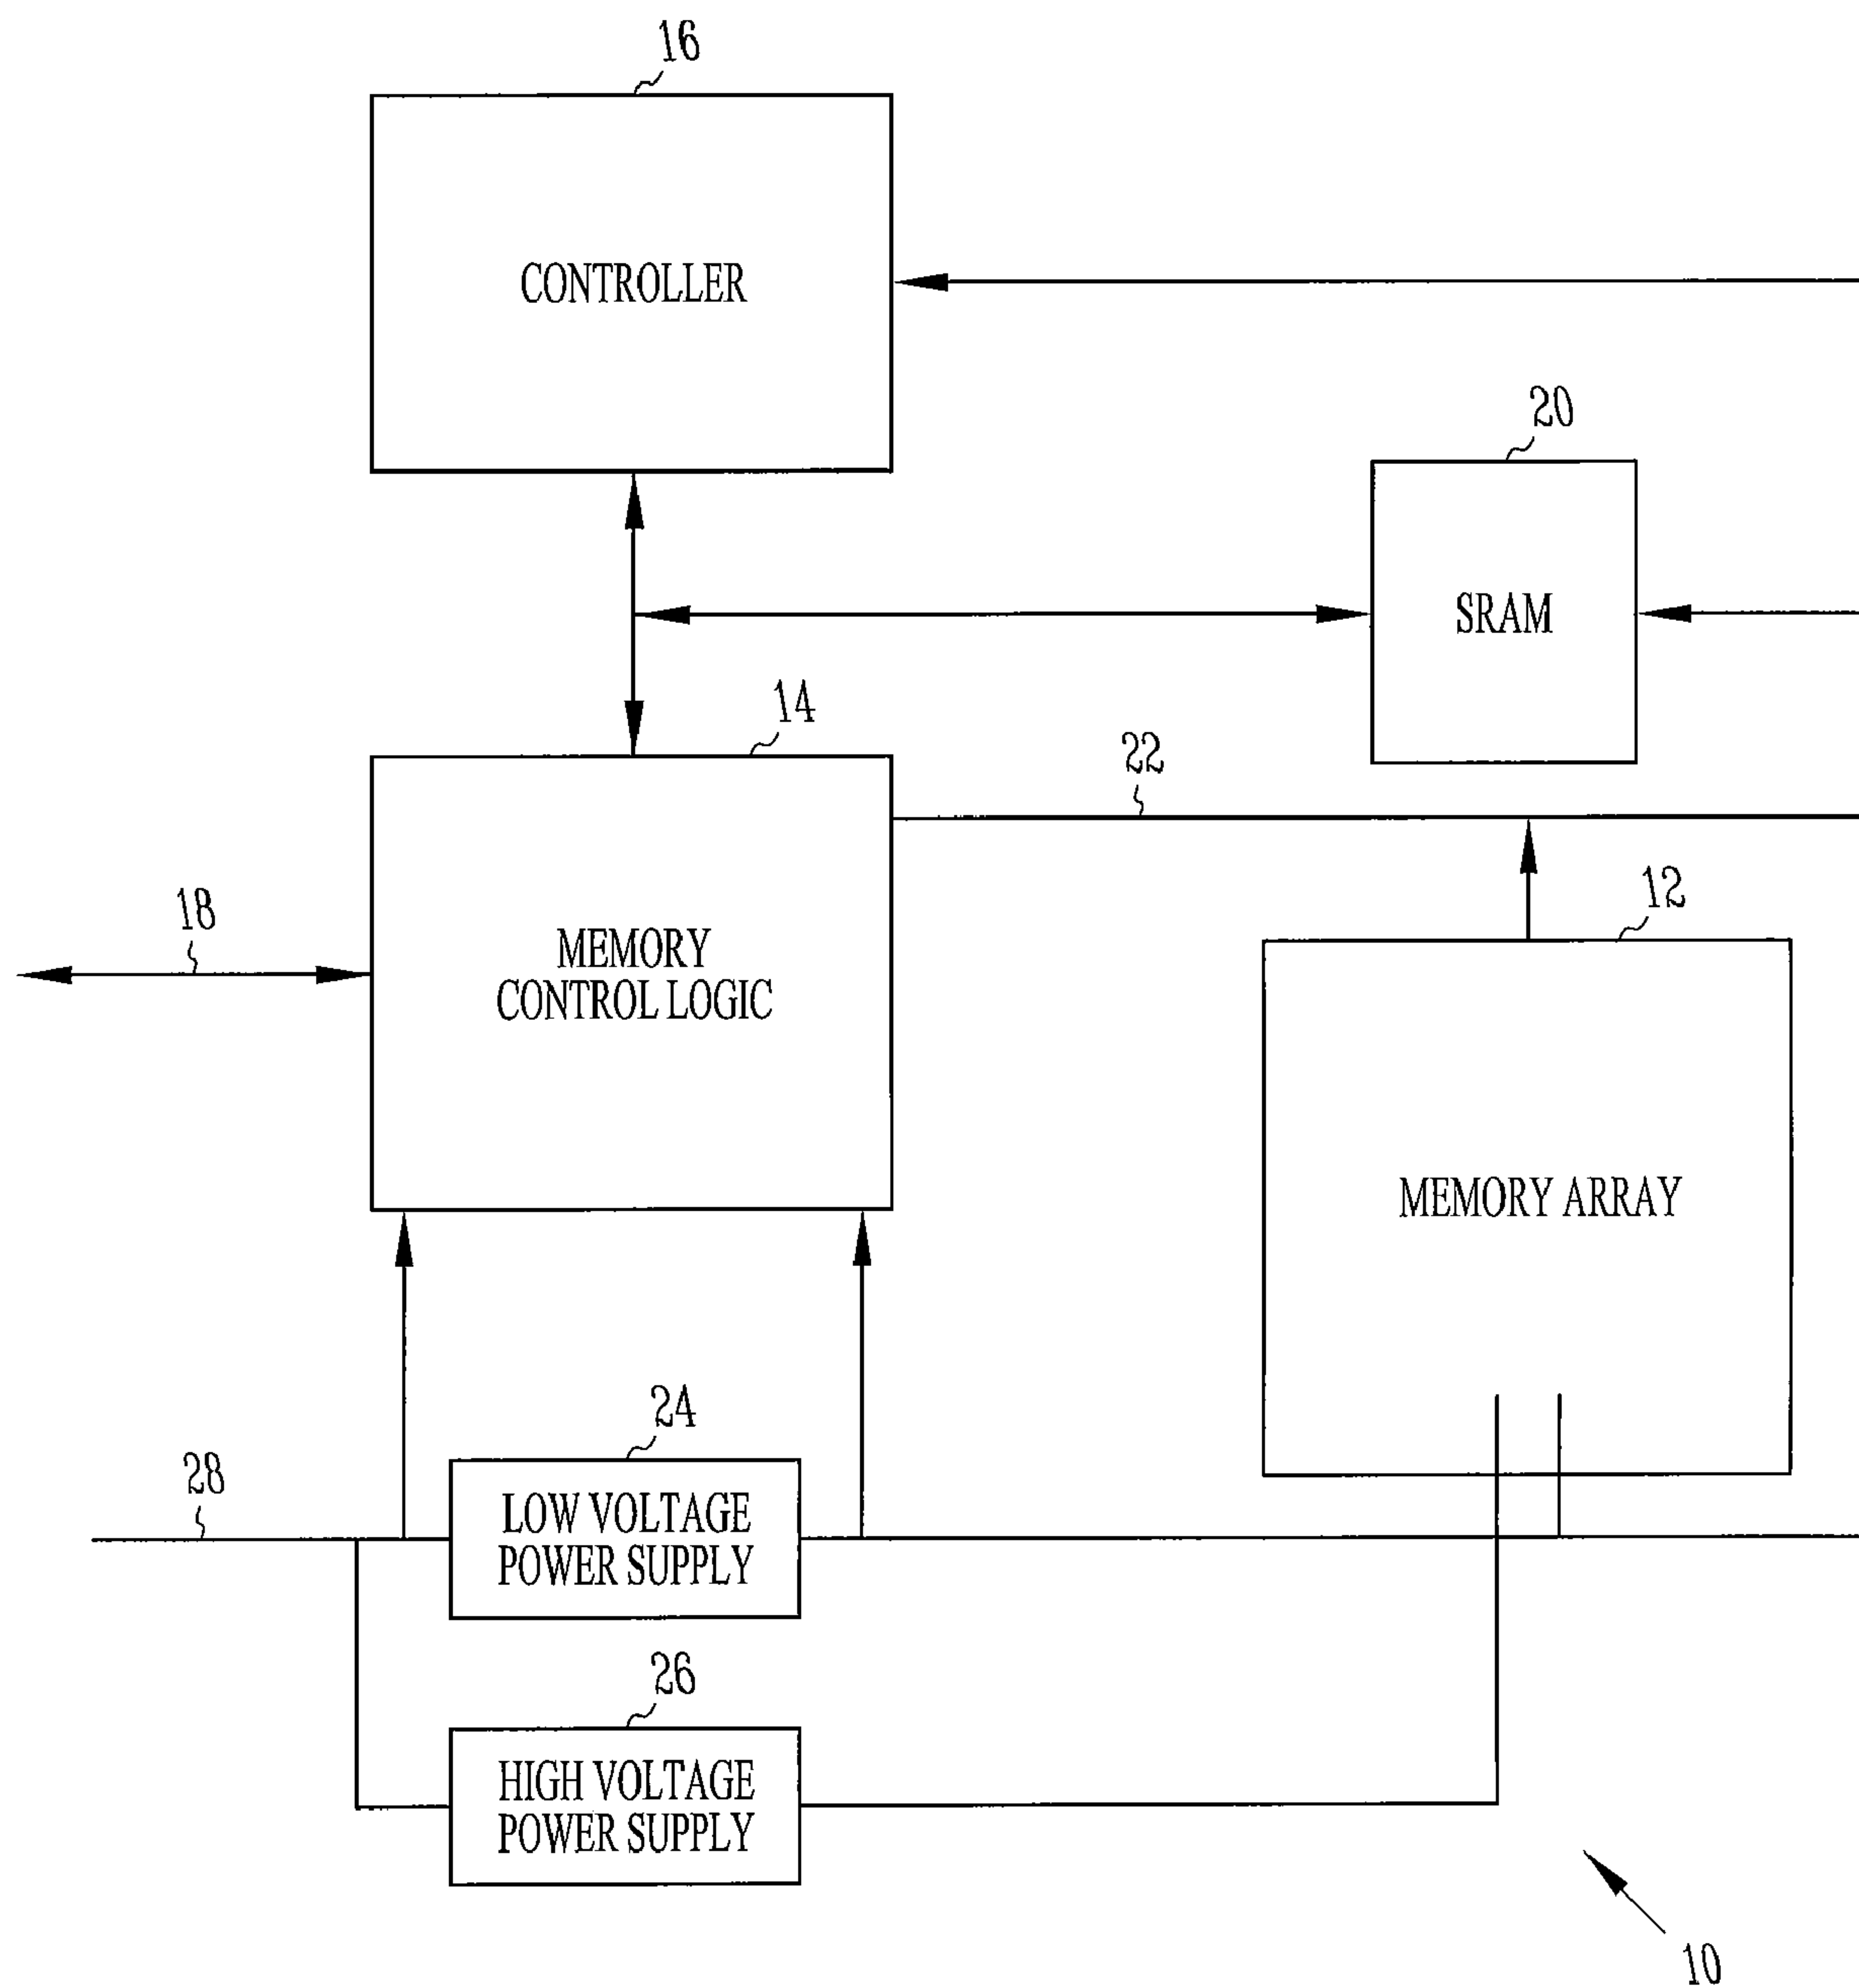 16
CONTROLLER
20
SRAM
14
22
12
18
MEMORY
CONTROL LOGIC
MEMORY ARRAY
24
28
LOW VOLTAGE
POWER SUPPLY
26
HIGH VOLTAGE
POWER SUPPLY
10